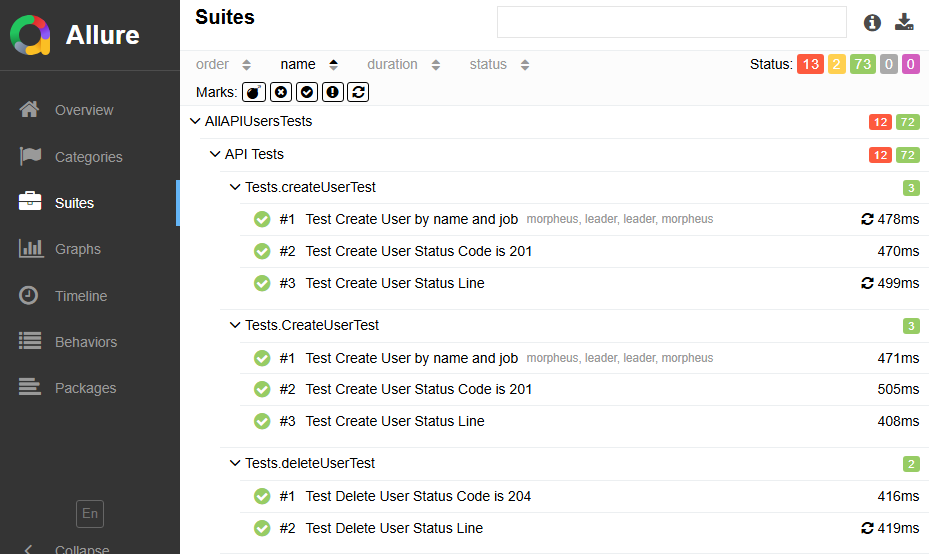 Allure
Overview
Categories
Suites
Graphs
Timeline
Behaviors
Packages
En
Collapse
Suites
order name duration status Status: 13 2 73 0 0
Marks:
AllAPIUsersTests 12 72
API Tests 12 72
Tests.createUserTest 3
#1 Test Create User by name and job morpheus, leader, leader, morpheus 478ms
#2 Test Create User Status Code is 201 470ms
#3 Test Create User Status Line 499ms
Tests.CreateUserTest 3
#1 Test Create User by name and job morpheus, leader, leader, morpheus 471ms
#2 Test Create User Status Code is 201 505ms
#3 Test Create User Status Line 408ms
Tests.deleteUserTest 2
#1 Test Delete User Status Code is 204 416ms
#2 Test Delete User Status Line 419ms